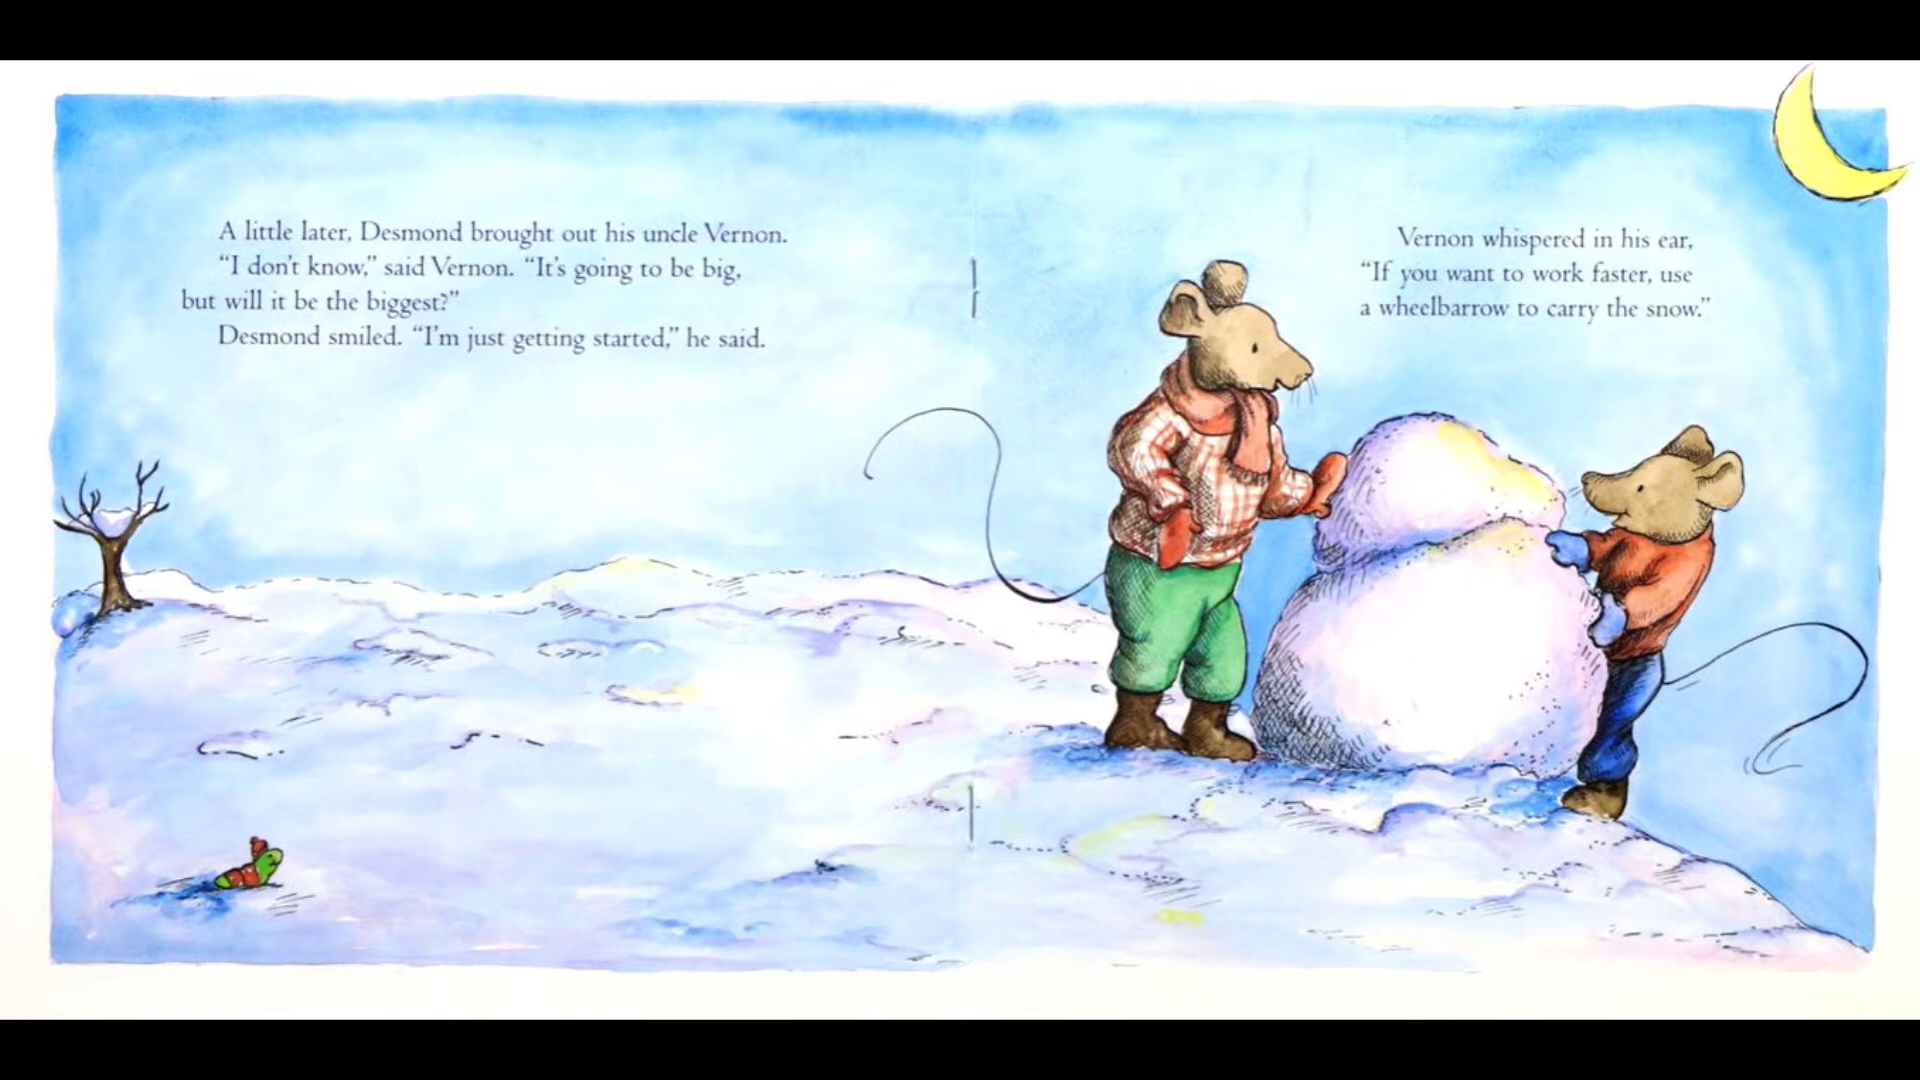 A little later, Desmond brought out his uncle Vernon.
“I don’t know,” said Vernon. “It’s going to be big,
but will it be the biggest?”
Desmond smiled. “I’m just getting started,” he said.
Vernon whispered in his ear,
“If you want to work faster, use
a wheelbarrow to carry the snow.”